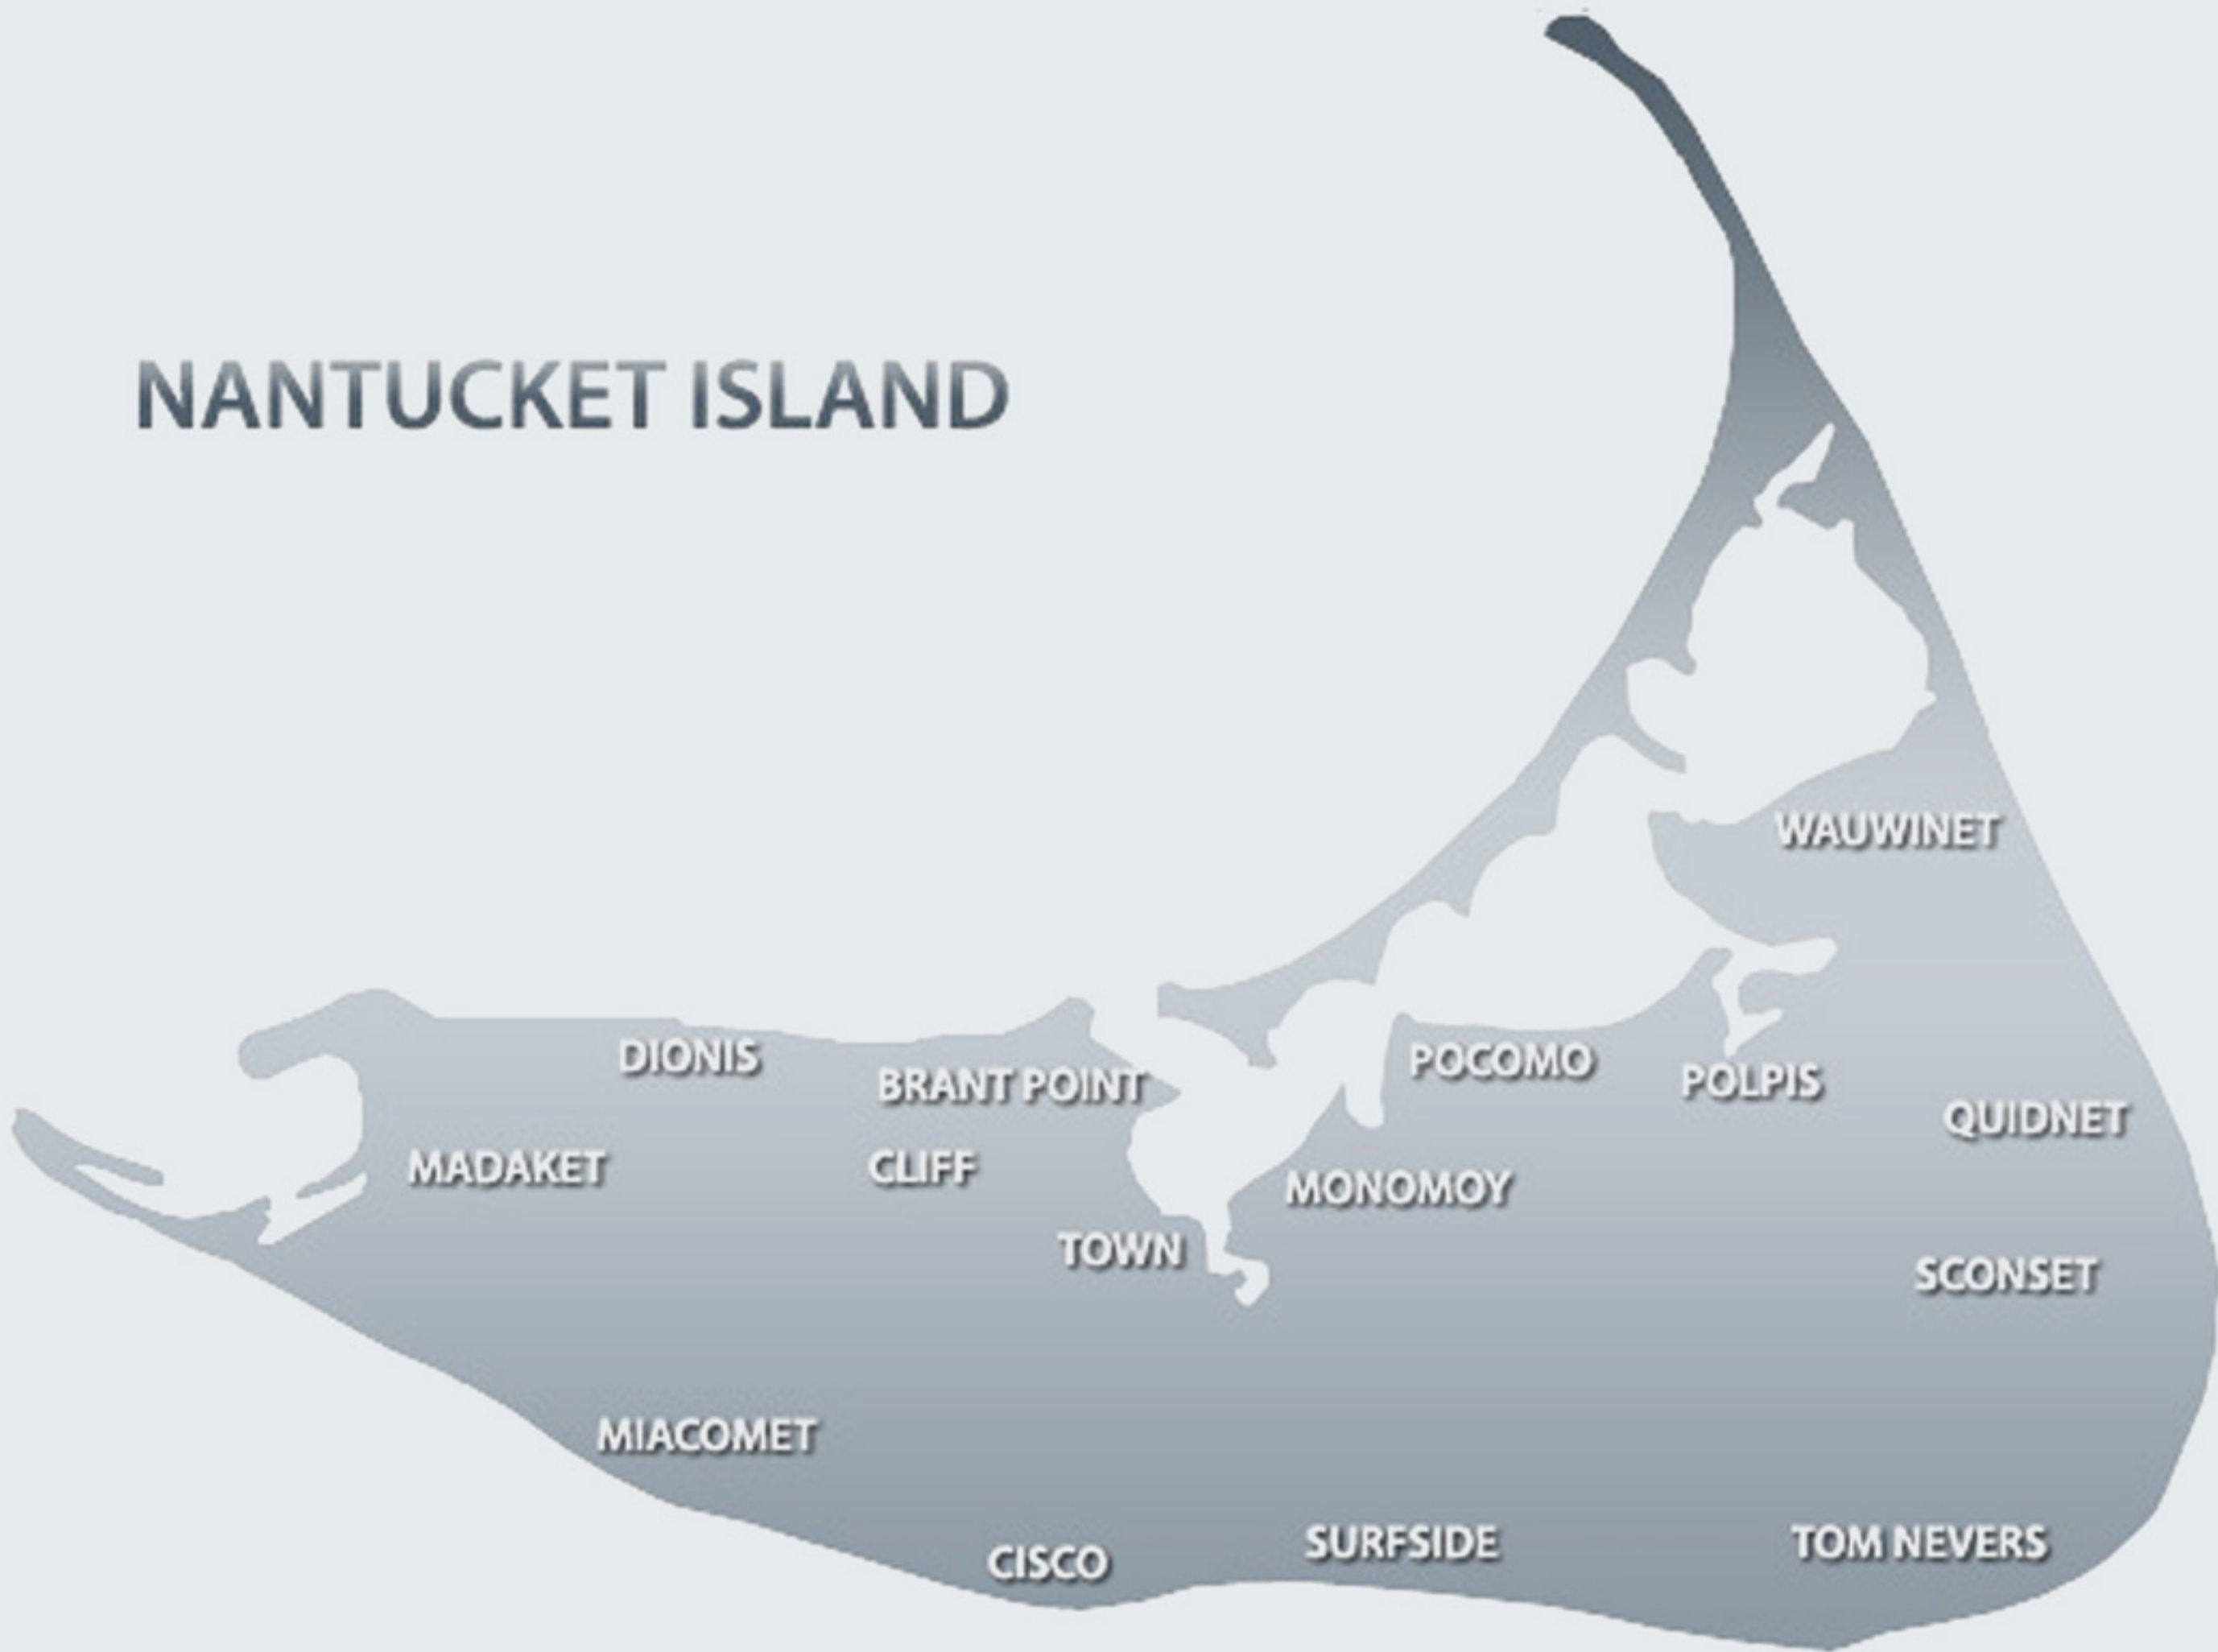 NANTUCKET ISLAND
WAUWINET
DIONIS
BRANT POINT
POCOMO
POLPIS
QUIDNET
MADAKET
CLIFF
MONOMOY
TOWN
SCONSET
MIACOMET
CISCO
SURFSIDE
TOM NEVERS